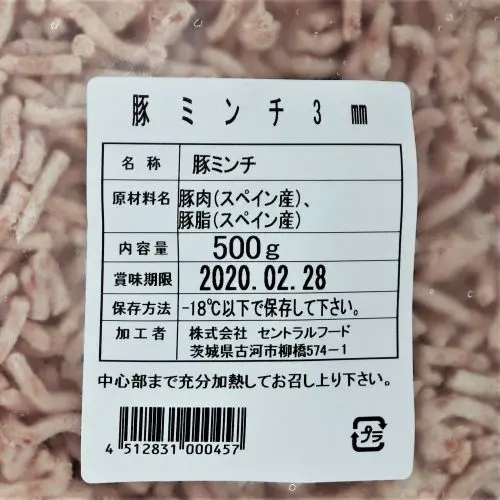 豚ミンチ3mm
名称 豚ミンチ
原材料名 豚肉(スペイン産)、
豚脂(スペイン産)
内容量 500g
賞味期限 2020.02.28
保存方法 -18℃以下で保存して下さい。
加工者 株式会社 セントラルフード
茨城県古河市柳橋574-1
中心部まで充分加熱してお召し上り下さい。
プラ
4 512831 000457